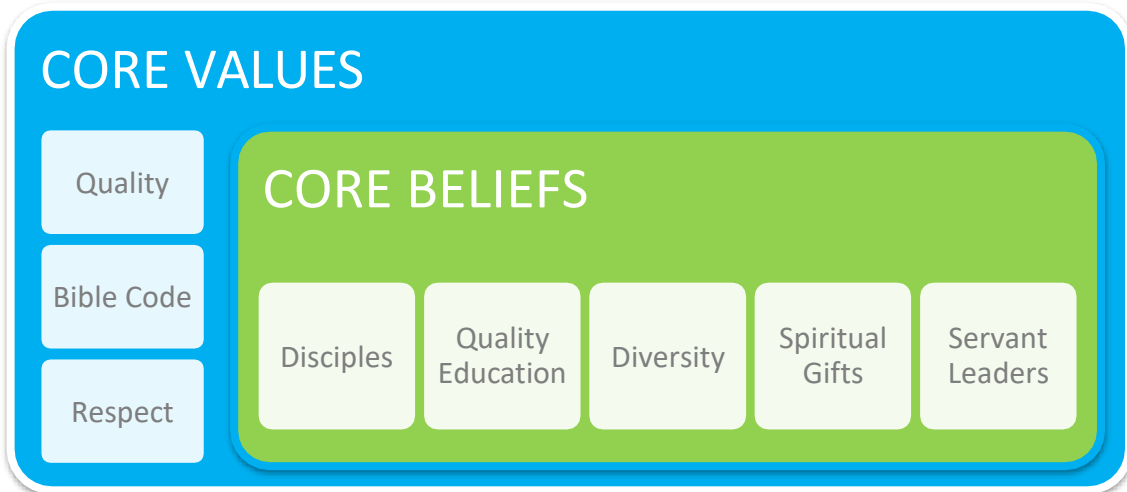 CORE VALUES
Quality
Bible Code
Respect
CORE BELIEFS
Disciples
Quality
Education
Diversity
Spiritual
Gifts
Servant
Leaders